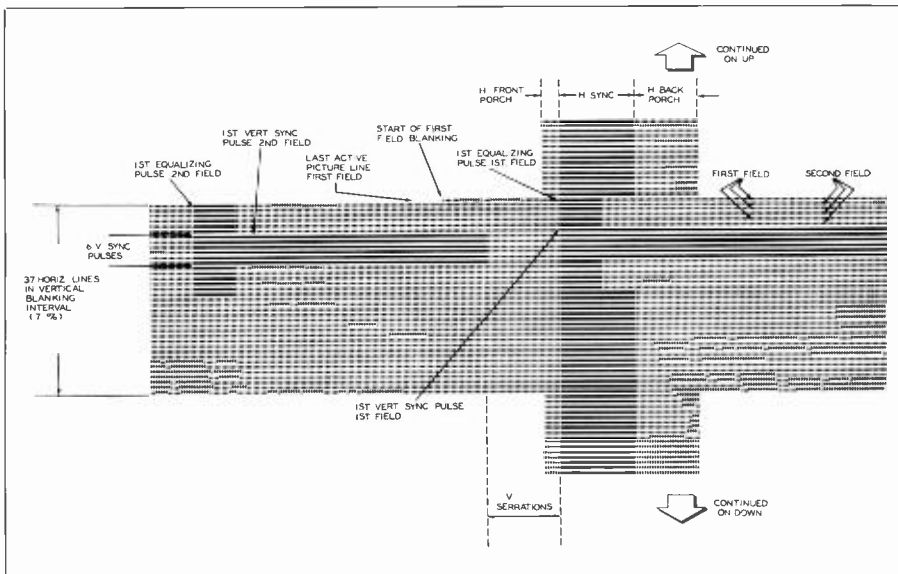 CONTINUED
ON UP
H FRONT
PORCH
H SYNC
H BACK
PORCH
1ST VERT SYNC
PULSE 2ND FIELD
START OF FIRST
FIELD BLANKING
1ST EQUALIZING
PULSE 2ND FIELD
LAST ACTIVE
PICTURE LINE
FIRST FIELD
1ST EQUALIZING
PULSE 1ST FIELD
FIRST FIELD
SECOND FIELD
6 V SYNC
PULSES
37 HORIZ LINES
IN VERTICAL
BLANKING
INTERVAL
(7 %)
1ST VERT SYNC PULSE
1ST FIELD
V
SERRATIONS
CONTINUED
ON DOWN